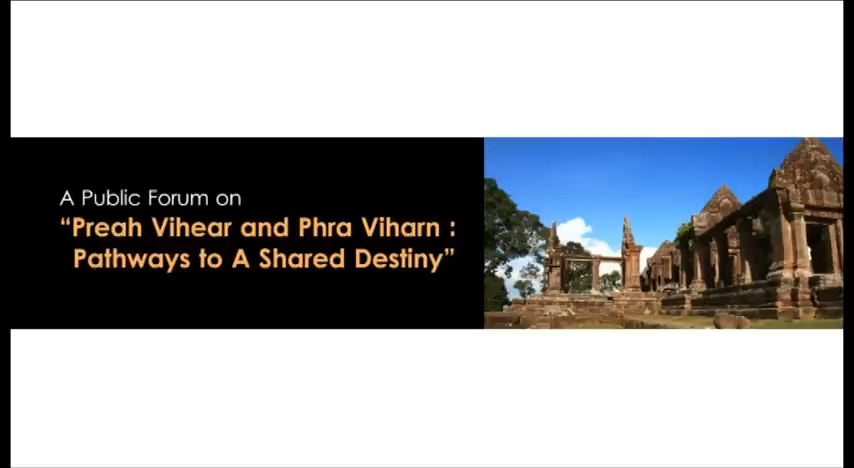 A Public Forum on
“Preah Vihear and Phra Viharn :
Pathways to A Shared Destiny”